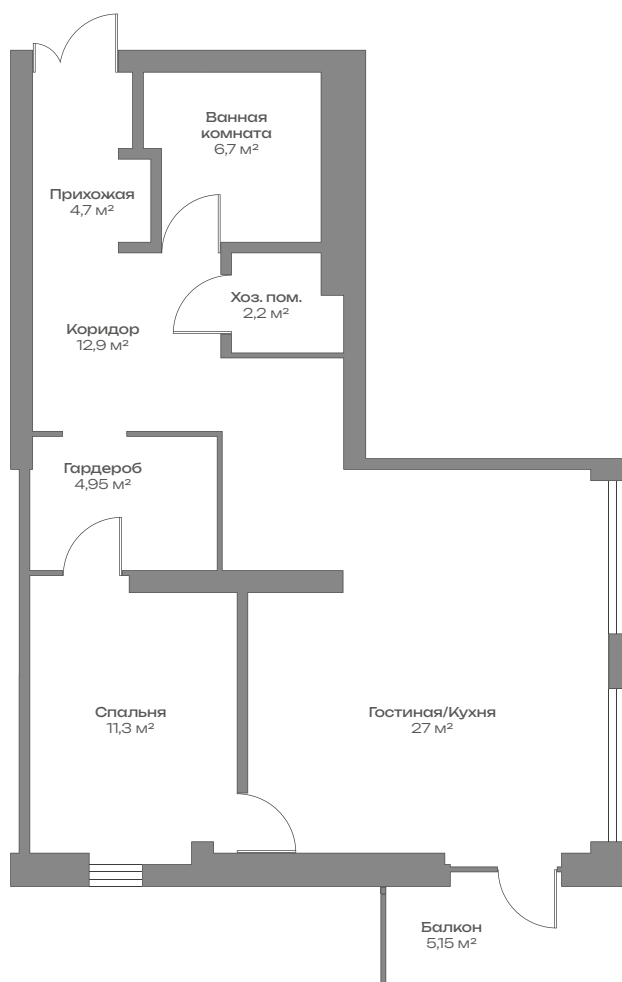 Ванная
комната
6,7 м²
Прихожая
4,7 м²
Хоз. пом.
2,2 м²
Коридор
12,9 м²
Гардероб
4,95 м²
Спальня
11,3 м²
Гостиная/Кухня
27 м²
Балкон
5,15 м²